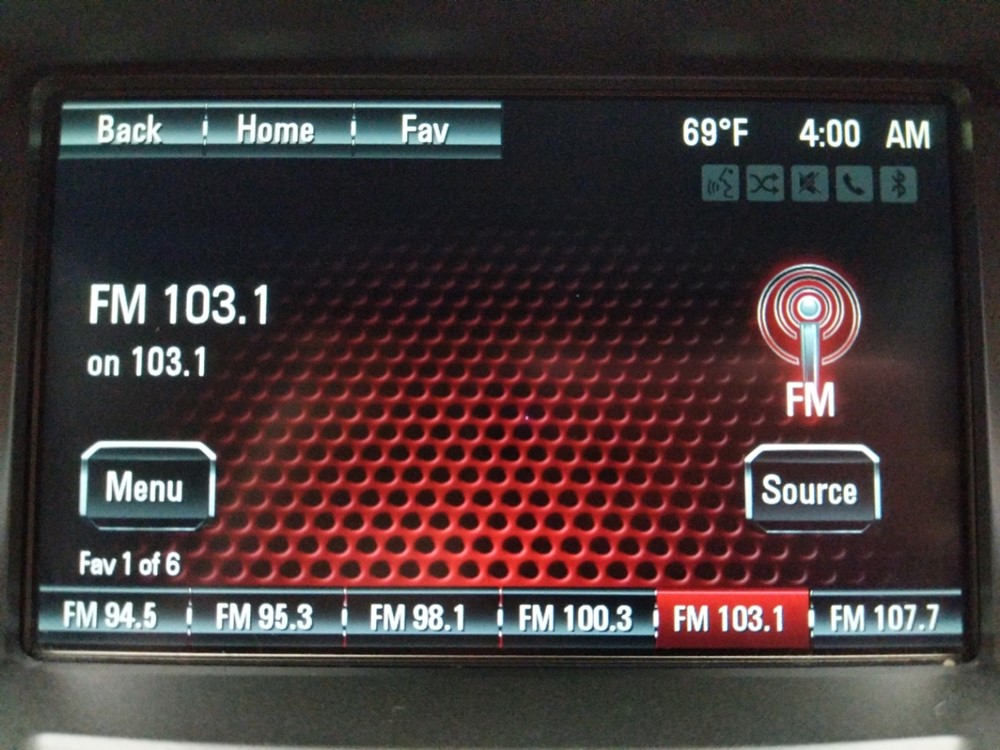 Back Home Fav 69°F 4:00 AM
FM 103.1
on 103.1
FM
Menu Source
Fav 1 of 6
FM 94.5 FM 95.3 FM 98.1 FM 100.3 FM 103.1 FM 107.7